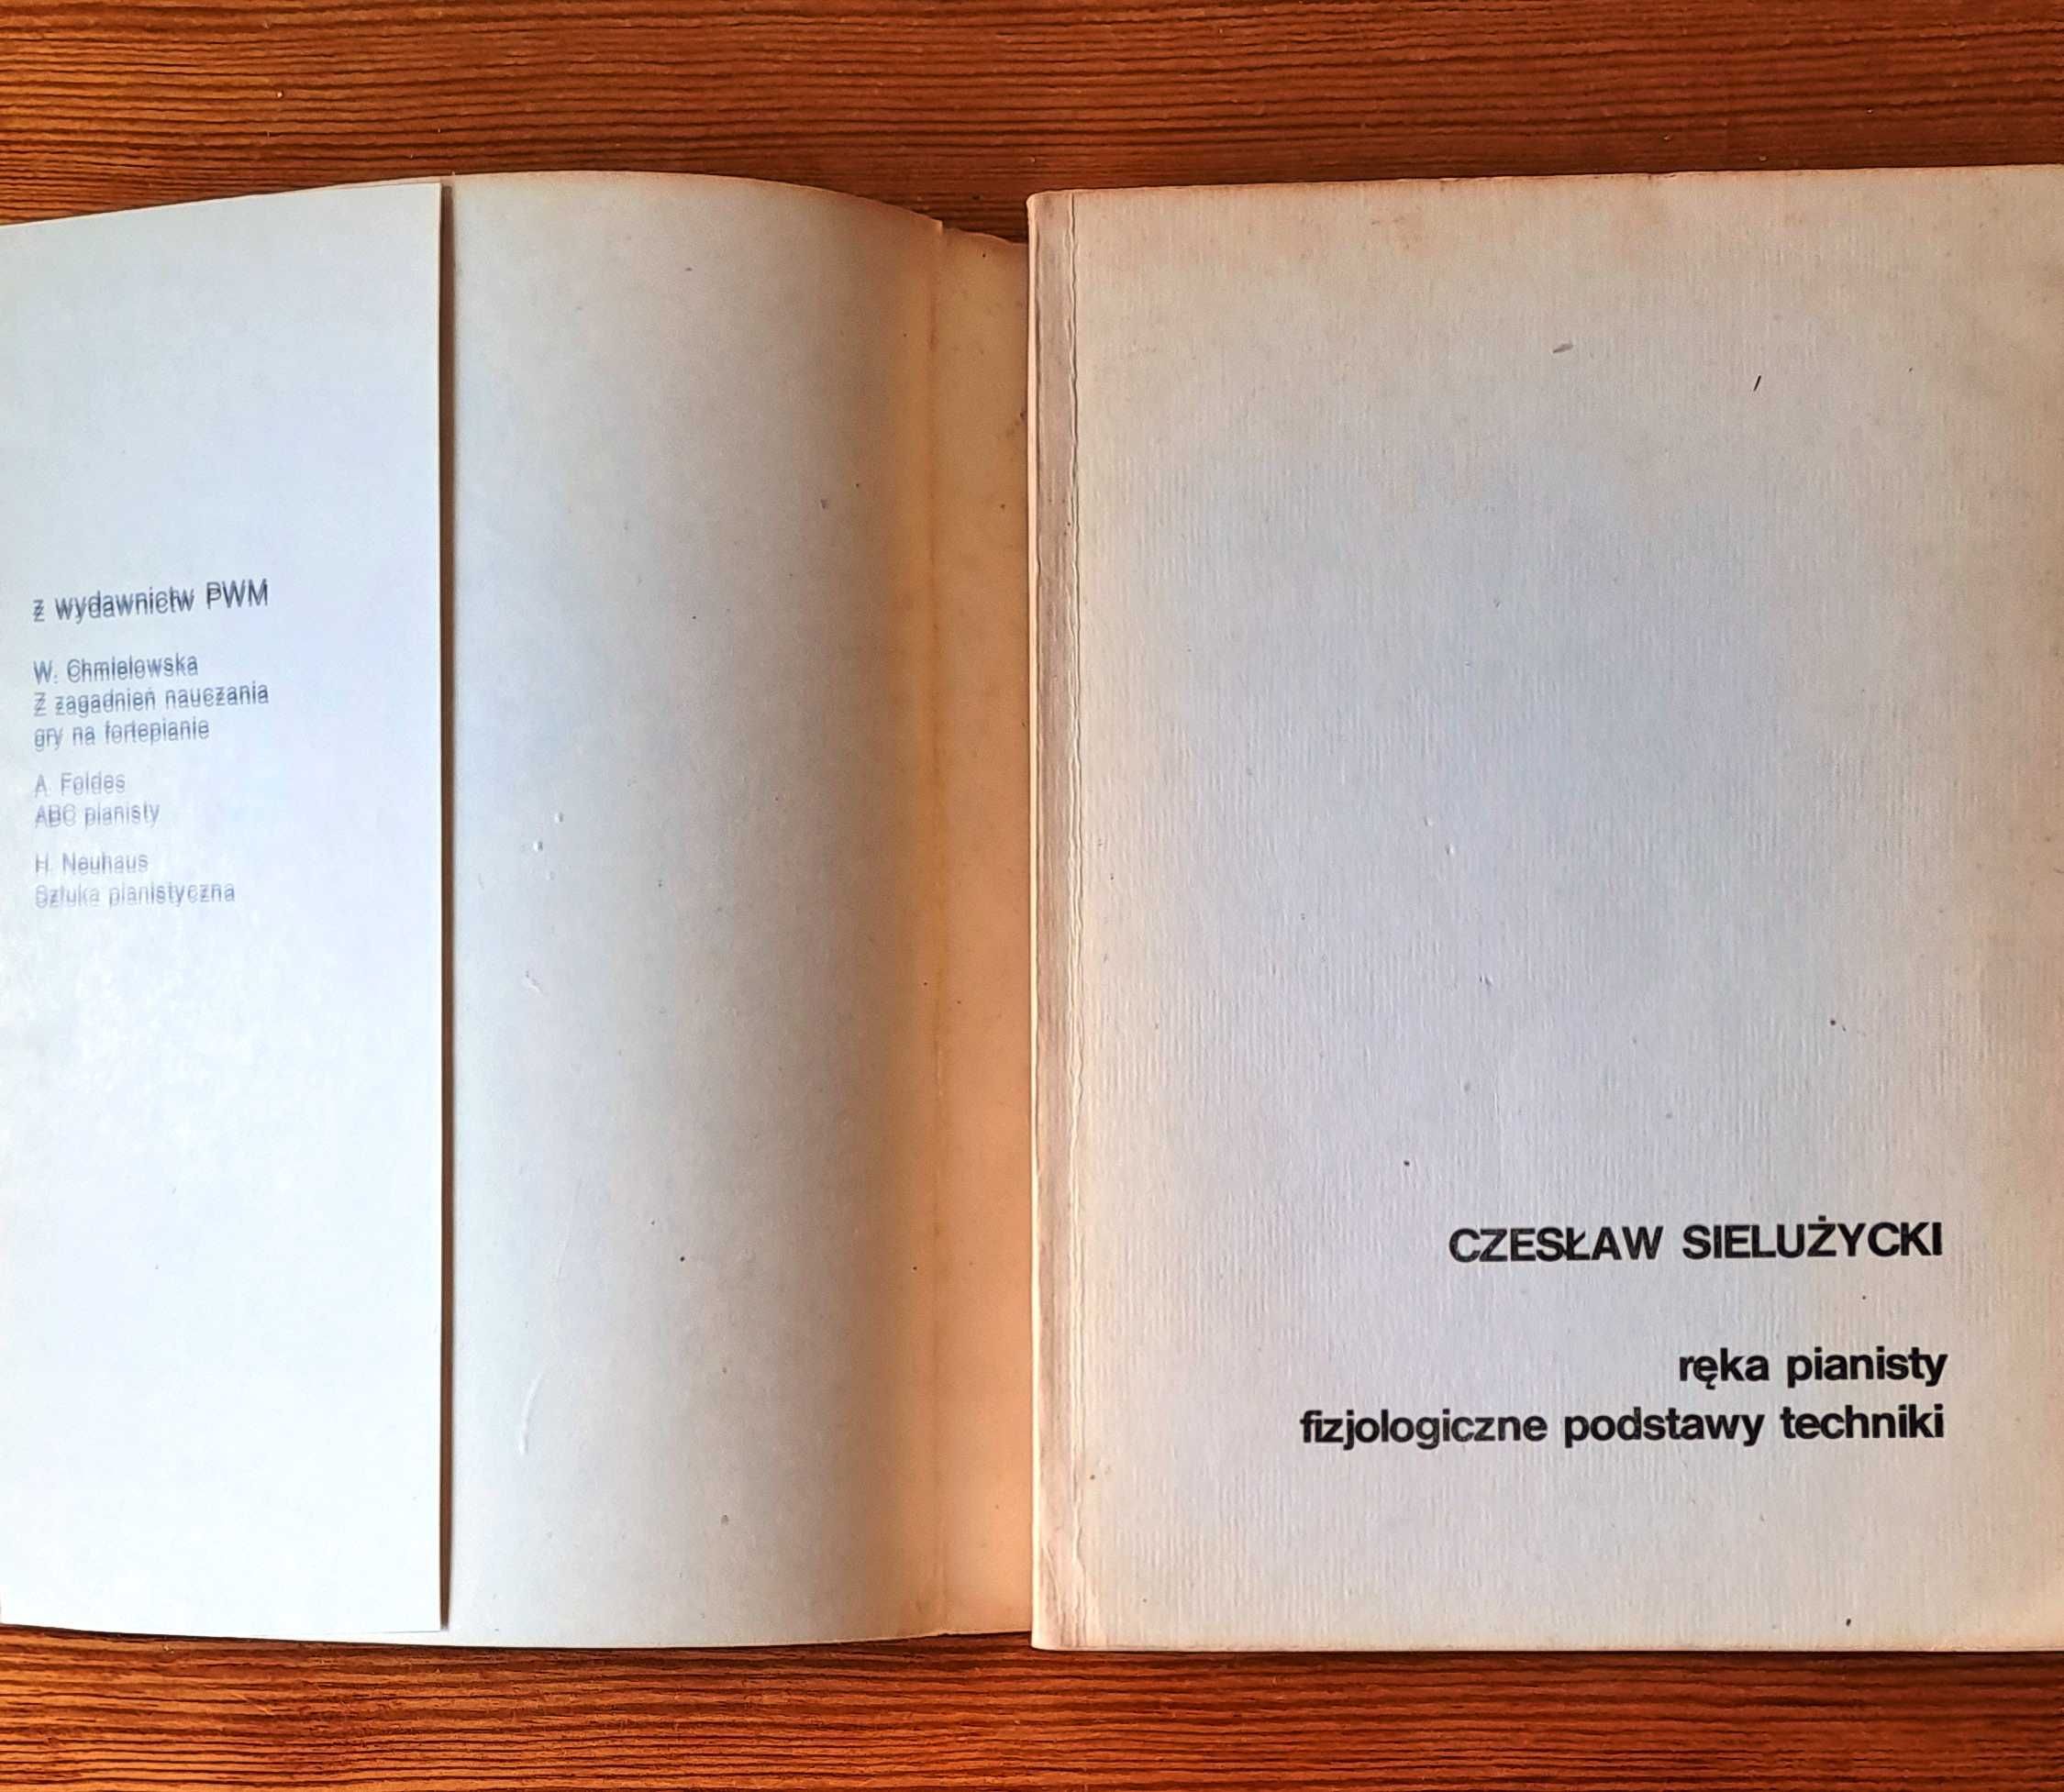 z wydawnictw PWM
W. Chmielowska
Z zagadnień nauczania
gry na fortepianie
A. Foldes
ABC pianisty
H. Neuhaus
Sztuka pianistyczna
CZESŁAW SIELUŻYCKI
ręka pianisty
fizjologiczne podstawy techniki